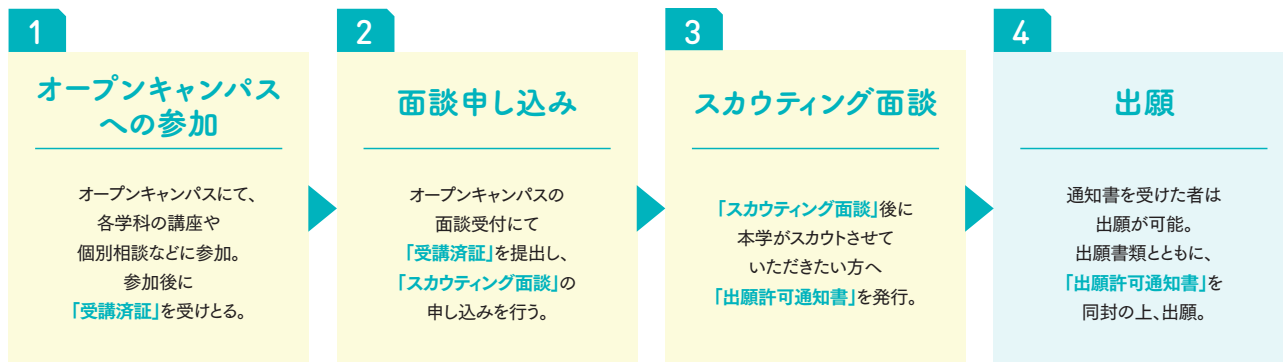 1
オープンキャンパス
への参加
オープンキャンパスにて、
各学科の講座や
個別相談などに参加。
参加後に
「受講済証」を受けとる。
2
面談申し込み
オープンキャンパスの
面談受付にて
「受講済証」を提出し、
「スカウティング面談」の
申し込みを行う。
3
スカウティング面談
「スカウティング面談」後に
本学がスカウトさせて
いただきたい方へ
「出願許可通知書」を発行。
4
出願
通知書を受けた者は
出願が可能。
出願書類とともに、
「出願許可通知書」を
同封の上、出願。